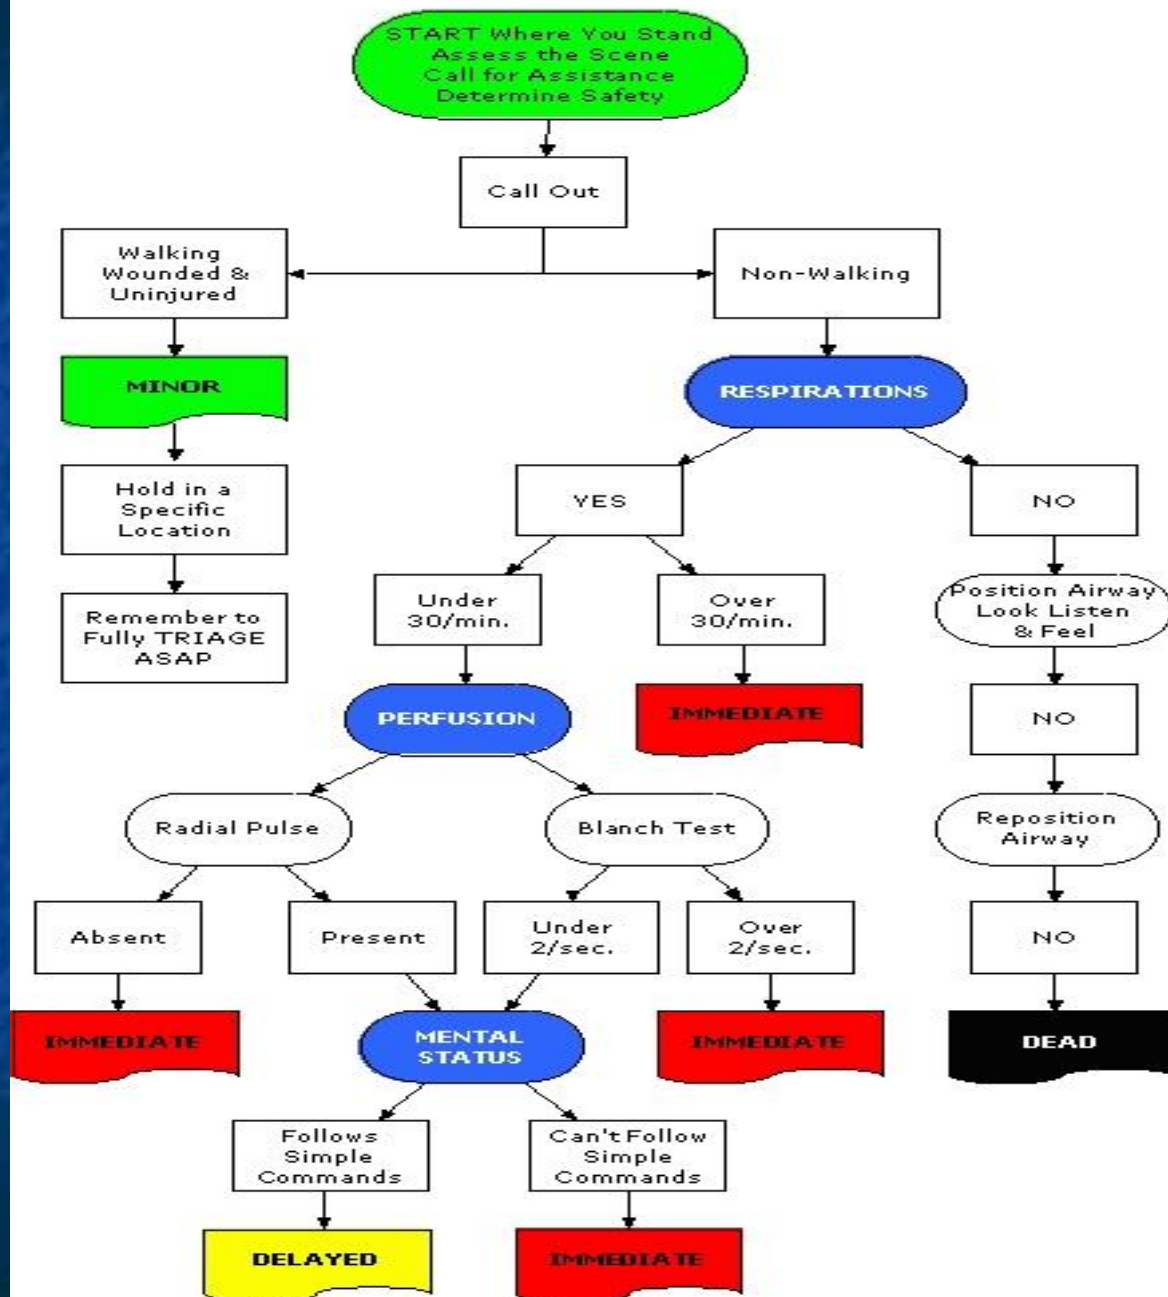 START Where You Stand
Assess the Scene
Call for Assistance
Determine Safety
Call Out
Walking
Wounded &
Uninjured
Non-Walking
MINOR
RESPIRATIONS
Hold in a
Specific
Location
YES
NO
Remember to
Fully TRIAGE
ASAP
Under
30/min.
Over
30/min.
Position Airway
Look Listen
& Feel
PERFUSION
IMMEDIATE
NO
Radial Pulse
Blanch Test
Reposition
Airway
Absent
Present
Under
2/sec.
Over
2/sec.
NO
IMMEDIATE
MENTAL
STATUS
IMMEDIATE
DEAD
Follows
Simple
Commands
Can't Follow
Simple
Commands
DELAYED
IMMEDIATE